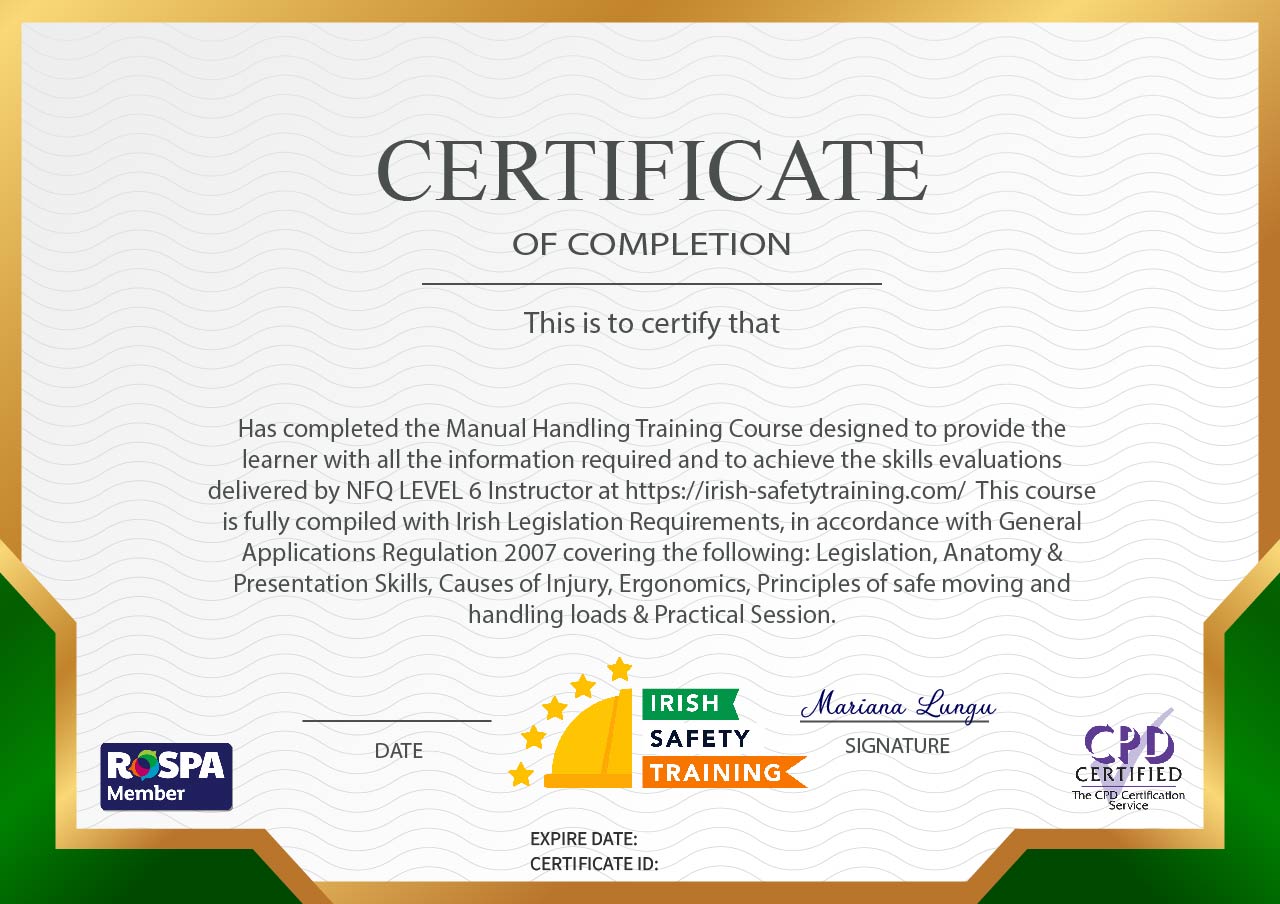 CERTIFICATE
OF COMPLETION
This is to certify that
Has completed the Manual Handling Training Course designed to provide the
learner with all the information required and to achieve the skills evaluations
delivered by NFQ LEVEL 6 Instructor at https://irish-safetytraining.com/ This course
is fully compiled with Irish Legislation Requirements, in accordance with General
Applications Regulation 2007 covering the following: Legislation, Anatomy &
Presentation Skills, Causes of Injury, Ergonomics, Principles of safe moving and
handling loads & Practical Session.
DATE
IRISH
SAFETY
TRAINING
Mariana Lungu
SIGNATURE
RoSPA
Member
CPD
CERTIFIED
The CPD Certification
Service
EXPIRE DATE:
CERTIFICATE ID: